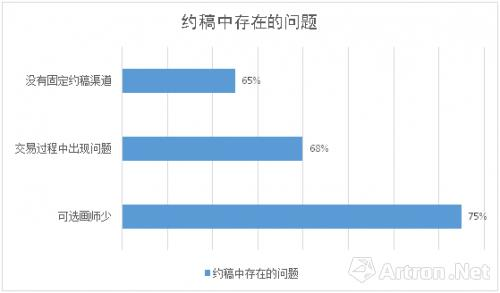 约稿中存在的问题
没有固定约稿渠道
65%
交易过程中出现问题
68%
可选画师少
75%
约稿中存在的问题
Artron.Net